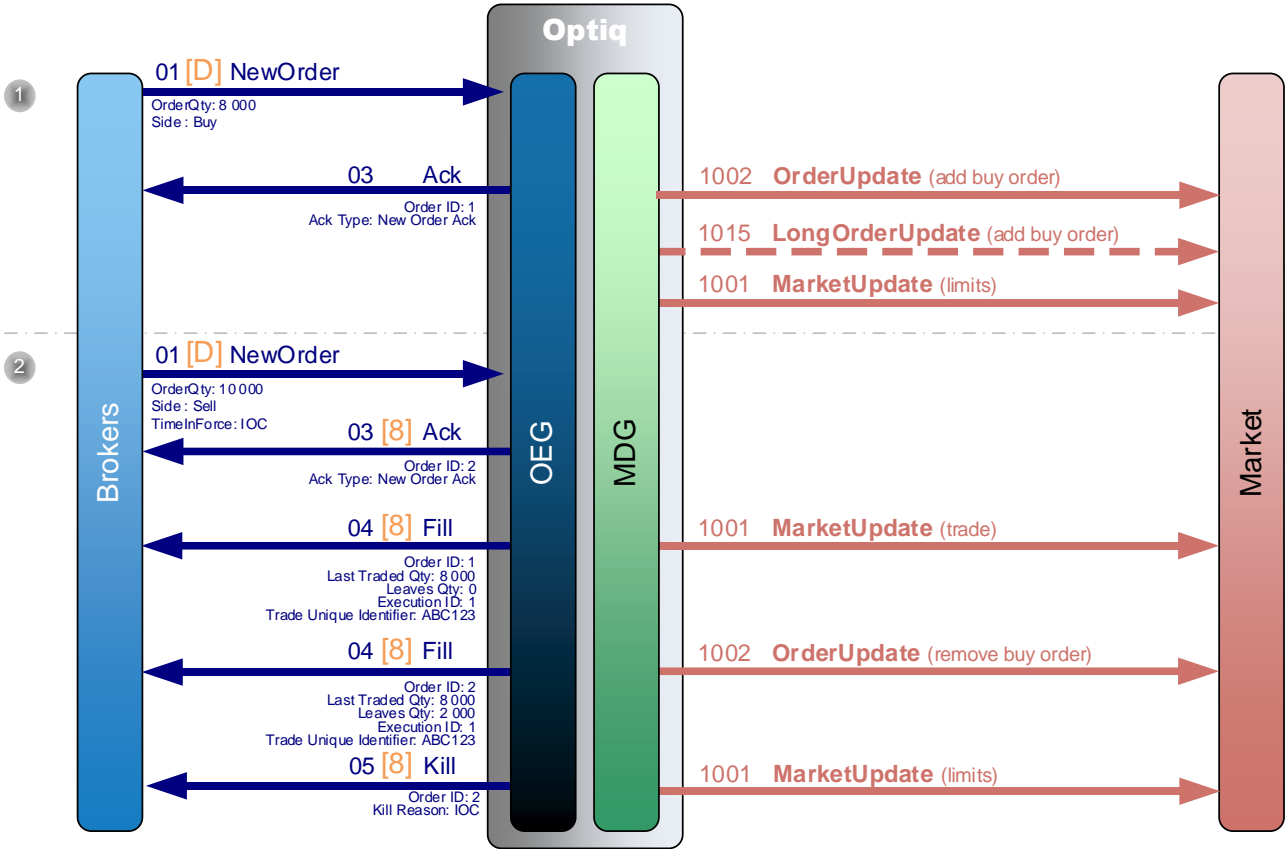 Optiq
1
01 [D] NewOrder
OrderQty: 8 000
Side : Buy
03 Ack
Order ID: 1
Ack Type: New Order Ack
1002 OrderUpdate (add buy order)
1015 LongOrderUpdate (add buy order)
1001 MarketUpdate (limits)
2
01 [D] NewOrder
OrderQty: 10 000
Side : Sell
TimeInForce: IOC
03 [8] Ack
Order ID: 2
Ack Type: New Order Ack
Brokers
OEG
MDG
Market
04 [8] Fill
Order ID: 1
Last Traded Qty: 8 000
Leaves Qty: 0
Execution ID: 1
Trade Unique Identifier: ABC123
1001 MarketUpdate (trade)
04 [8] Fill
Order ID: 2
Last Traded Qty: 8 000
Leaves Qty: 2 000
Execution ID: 1
Trade Unique Identifier: ABC123
1002 OrderUpdate (remove buy order)
05 [8] Kill
Order ID: 2
Kill Reason: IOC
1001 MarketUpdate (limits)